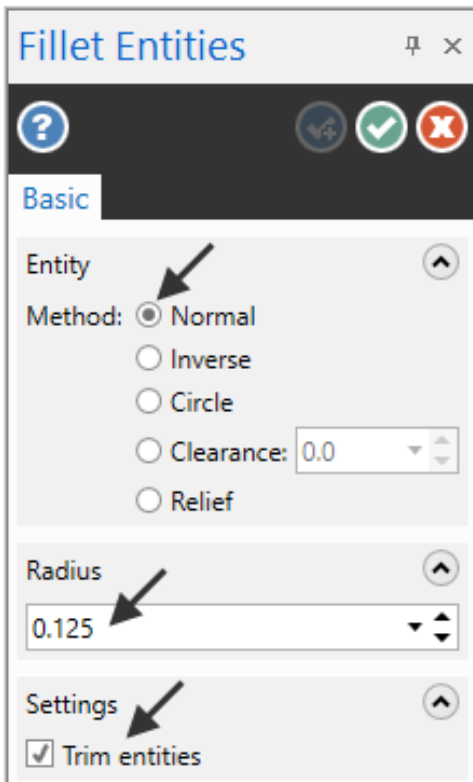 Fillet Entities
Basic
Entity
Method: Normal
Inverse
Circle
Clearance: 0.0
Relief
Radius
0.125
Settings
Trim entities